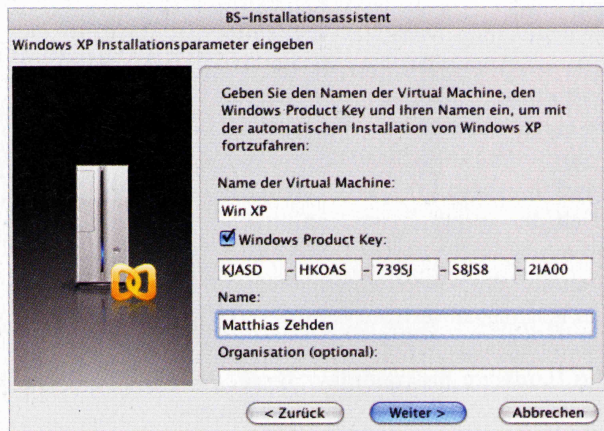 BS-Installationsassistent
Windows XP Installationsparameter eingeben
Geben Sie den Namen der Virtual Machine, den
Windows Product Key und Ihren Namen ein, um mit
der automatischen Installation von Windows XP
fortzufahren:
Name der Virtual Machine:
Win XP
Windows Product Key:
KJASD - HKOAS - 739SJ - S8JS8 - 2IA00
Name:
Matthias Zehden
Organisation (optional):
< Zurück Weiter > Abbrechen